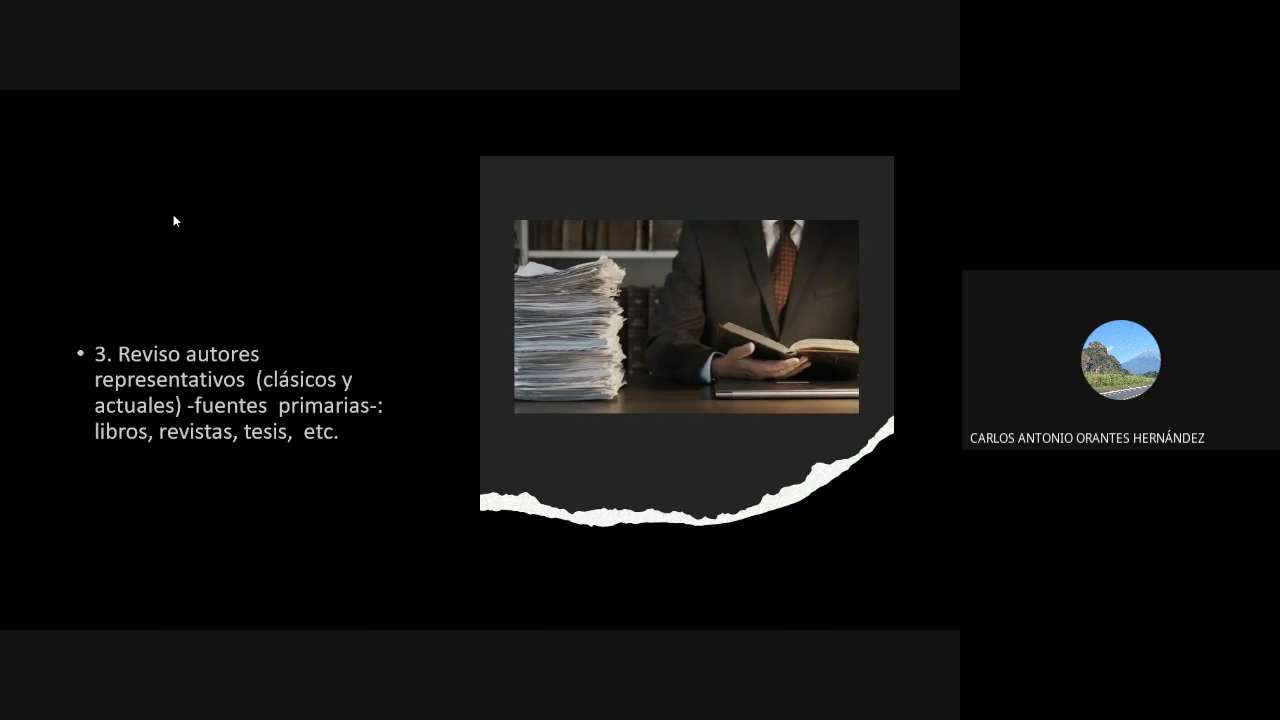 • 3. Reviso autores
representativos (clásicos y
actuales) -fuentes primarias-:
libros, revistas, tesis, etc.
CARLOS ANTONIO ORANTES HERNÁNDEZ